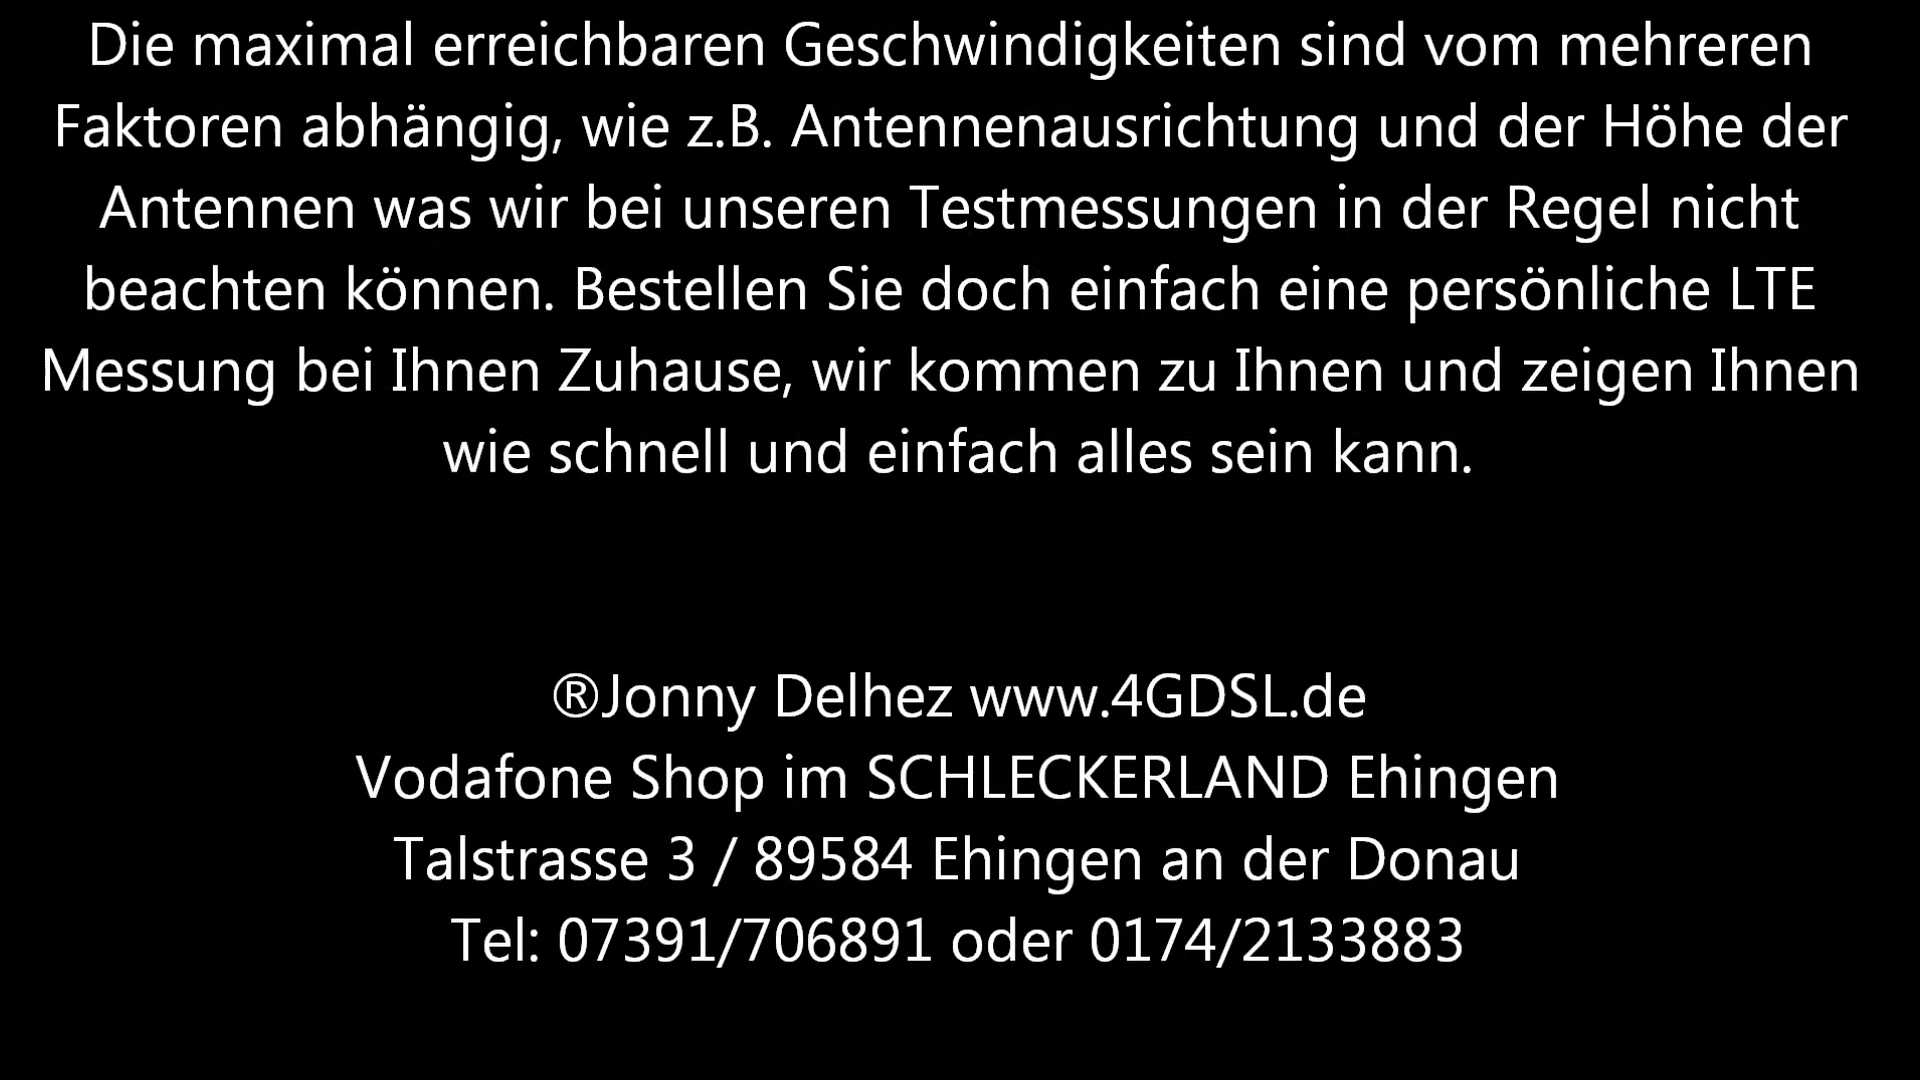 Die maximal erreichbaren Geschwindigkeiten sind vom mehreren
Faktoren abhängig, wie z.B. Antennenausrichtung und der Höhe der
Antennen was wir bei unseren Testmessungen in der Regel nicht
beachten können. Bestellen Sie doch einfach eine persönliche LTE
Messung bei Ihnen Zuhause, wir kommen zu Ihnen und zeigen Ihnen
wie schnell und einfach alles sein kann.
®Jonny Delhez www.4GDSL.de
Vodafone Shop im SCHLECKERLAND Ehingen
Talstrasse 3 / 89584 Ehingen an der Donau
Tel: 07391/706891 oder 0174/2133883